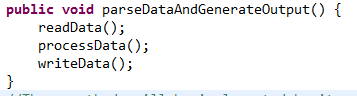 public void parseDataAndGenerateOutput() {
readData();
processData();
writeData();
}